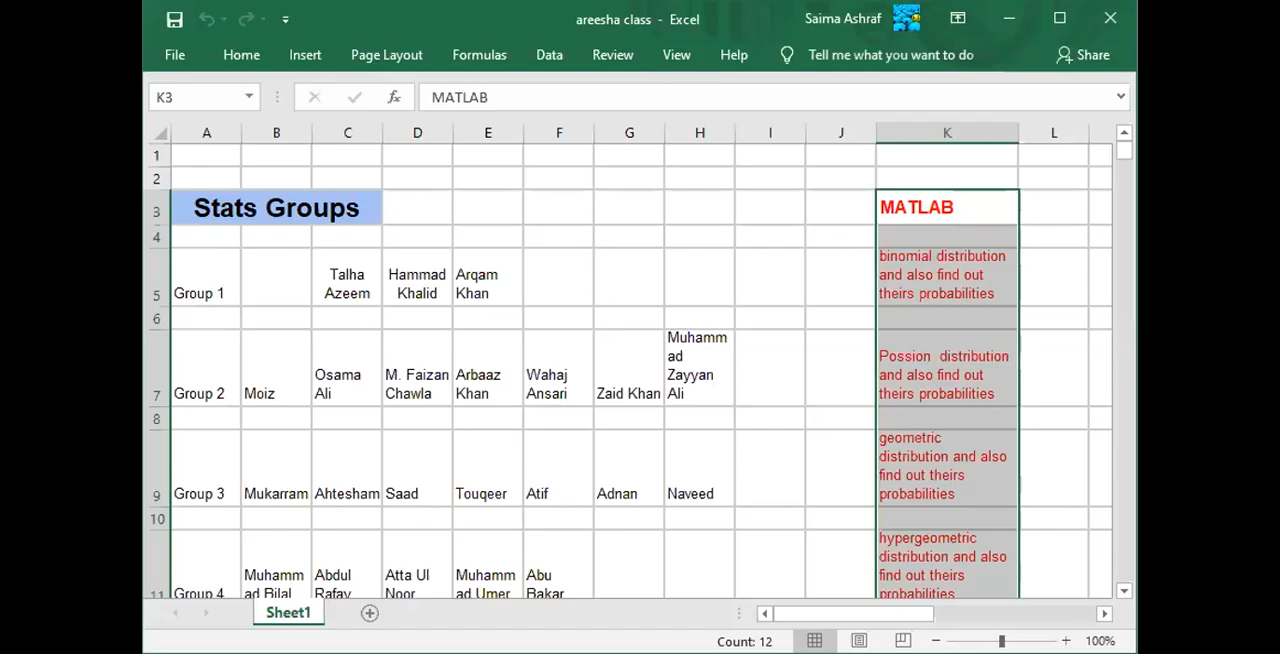 areesha class - Excel
Saima Ashraf
File Home Insert Page Layout Formulas Data Review View Help Tell me what you want to do Share
K3 fx MATLAB
A B C D E F G H I J K L
1
2
3 Stats Groups MATLAB
4
binomial distribution
and also find out
theirs probabilities
Talha
Azeem
Hammad
Khalid
Arqam
Khan
5 Group 1
6
Muhamm
ad
Zayyan
Ali
Possion distribution
and also find out
theirs probabilities
Osama
Ali
M. Faizan
Chawla
Arbaaz
Khan
Wahaj
Ansari
7 Group 2 Moiz Zaid Khan
8
geometric
distribution and also
find out theirs
probabilities
9 Group 3 Mukarram Ahtesham Saad Touqeer Atif Adnan Naveed
10
hypergeometric
distribution and also
find out theirs
probabilities
Muhamm
ad Bilal
Abdul
Rafay
Atta Ul
Noor
Muhamm
ad Umer
Abu
Bakar
11 Group 4
Sheet1
Count: 12
100%